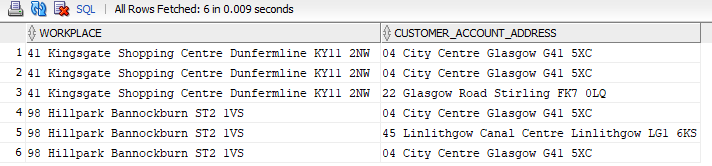 SQL | All Rows Fetched: 6 in 0.009 seconds
WORKPLACE CUSTOMER_ACCOUNT_ADDRESS
1 41 Kingsgate Shopping Centre Dunfermline KY11 2NW 04 City Centre Glasgow G41 5XC
2 41 Kingsgate Shopping Centre Dunfermline KY11 2NW 04 City Centre Glasgow G41 5XC
3 41 Kingsgate Shopping Centre Dunfermline KY11 2NW 22 Glasgow Road Stirling FK7 0LQ
4 98 Hillpark Bannockburn ST2 1VS 04 City Centre Glasgow G41 5XC
5 98 Hillpark Bannockburn ST2 1VS 45 Linlithgow Canal Centre Linlithgow LG1 6KS
6 98 Hillpark Bannockburn ST2 1VS 04 City Centre Glasgow G41 5XC